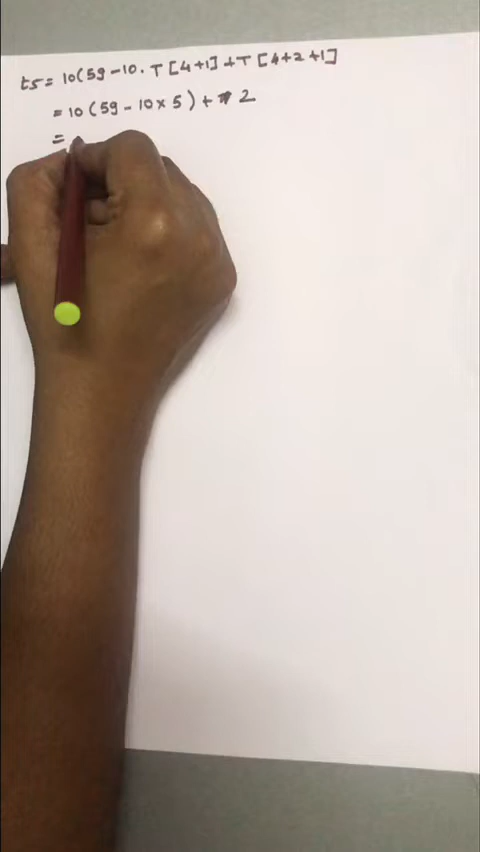 t5 = 10(59-10. T[4+1] + T[4+2+1]
= 10(59-10×5) + 2
=